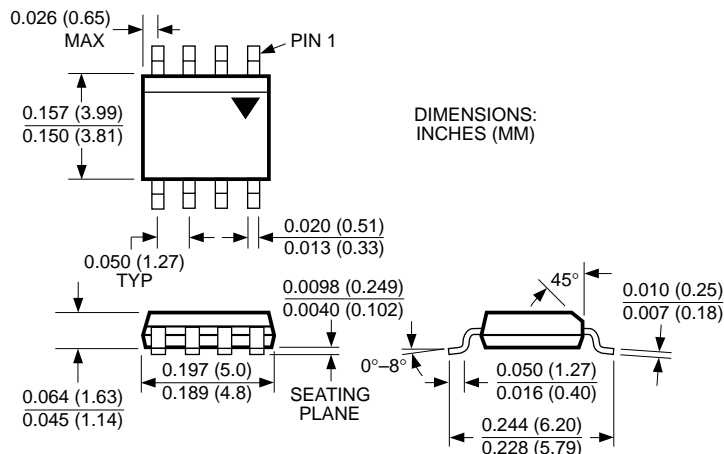 0.026 (0.65)
MAX
PIN 1
0.157 (3.99)
0.150 (3.81)
DIMENSIONS:
INCHES (MM)
0.020 (0.51)
0.013 (0.33)
0.050 (1.27)
TYP
0.0098 (0.249)
0.0040 (0.102)
45°
0.010 (0.25)
0.007 (0.18)
0°–8°
0.064 (1.63)
0.045 (1.14)
0.197 (5.0)
0.189 (4.8)
SEATING
PLANE
0.050 (1.27)
0.016 (0.40)
0.244 (6.20)
0.228 (5.79)